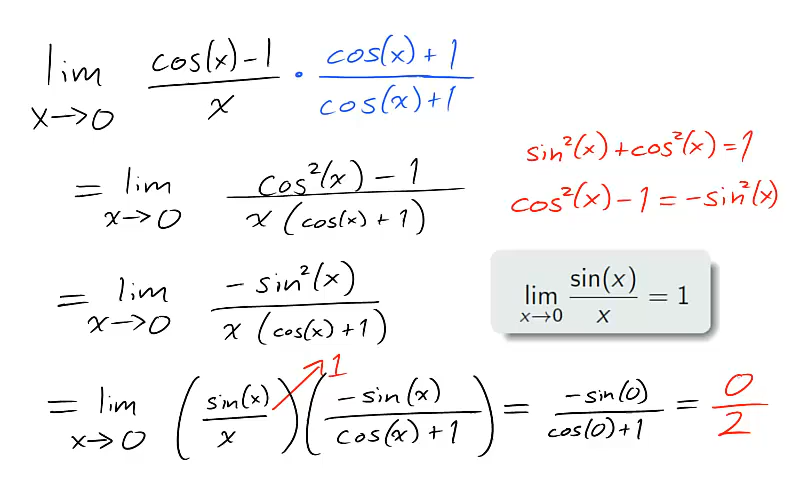 lim x→0 (cos(x) - 1)/x · (cos(x) + 1)/(cos(x) + 1)
sin²(x) + cos²(x) = 1
= lim x→0 (cos²(x) - 1)/(x (cos(x) + 1))
cos²(x) - 1 = -sin²(x)
= lim x→0 (-sin²(x))/(x (cos(x) + 1))
lim x→0 sin(x)/x = 1
= lim x→0 (sin(x)/x) (-sin(x)/(cos(x) + 1)) = -sin(0)/(cos(0) + 1) = 0/2
1